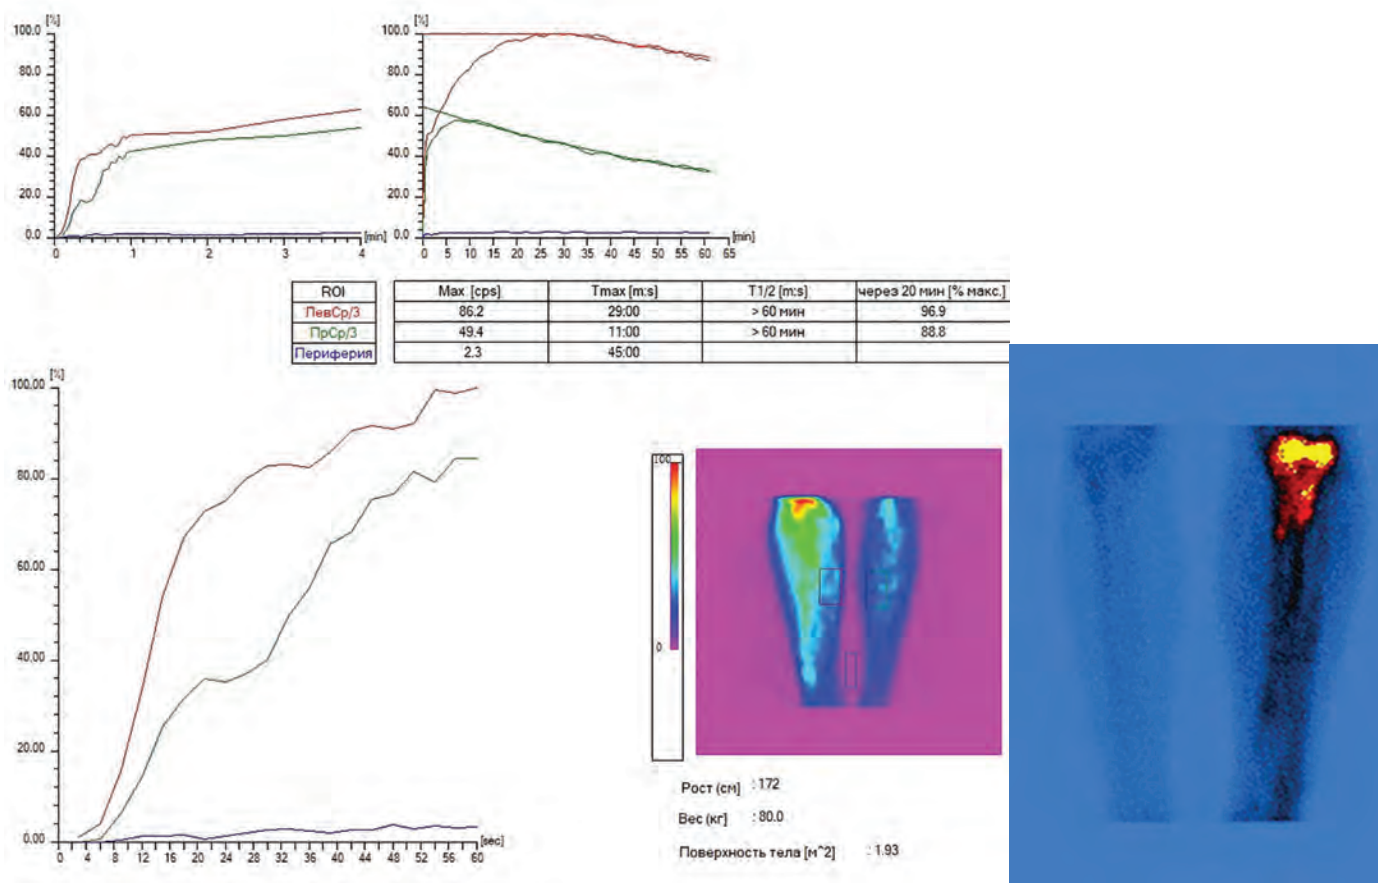 [%]
100.0
80.0
60.0
40.0
20.0
0.0
0 1 2 3 4
[min]
[%]
100.0
80.0
60.0
40.0
20.0
0.0
0 5 10 15 20 25 30 35 40 45 50 55 60 65
[min]
ROI Max [cps] Tmax [m:s] T1/2 [m:s] через 20 мин [% макс.]
ЛевСр/3 86.2 29:00 > 60 мин 96.9
ПрСр/3 49.4 11:00 > 60 мин 88.8
Периферия 2.3 45:00
[%]
100,00
80,00
60,00
40,00
20,00
0,00
0 4 8 12 16 20 24 28 32 36 40 44 48 52 56 60
[sec]
100
0
Рост (см) : 172
Вес (кг) : 80.0
Поверхность тела [м^2] : 1.93